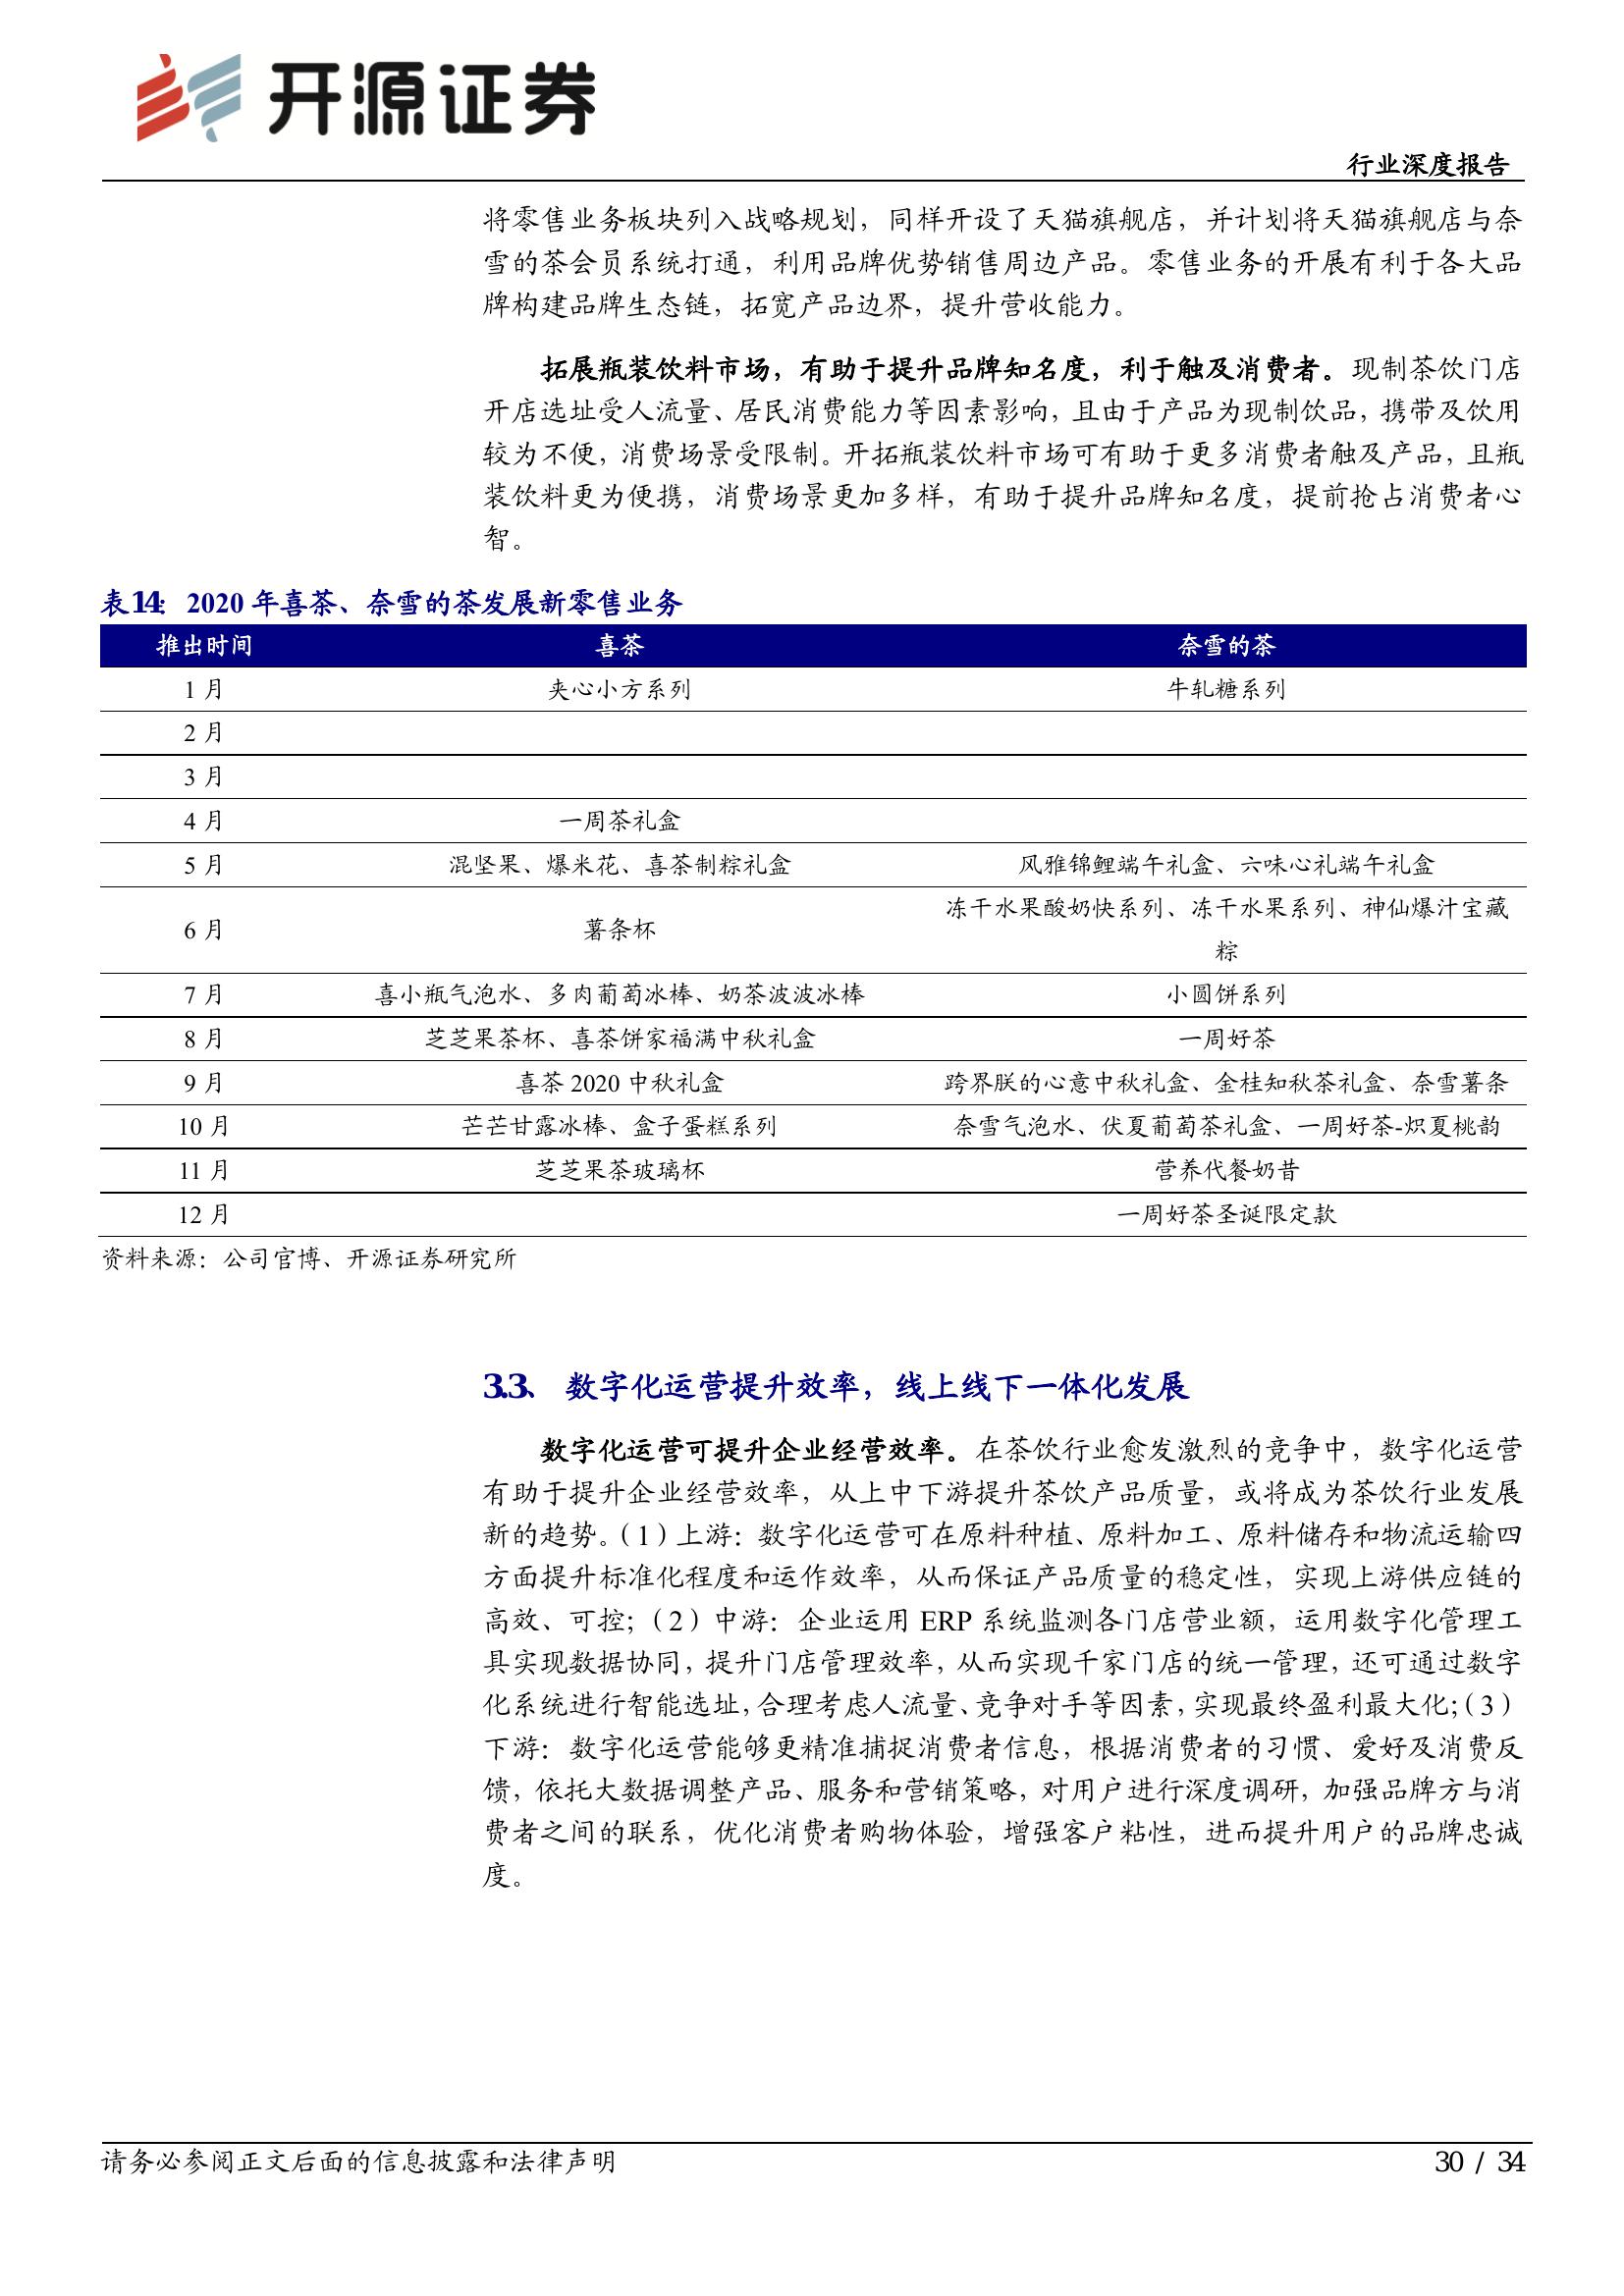 开源证券
行业深度报告
将零售业务板块列入战略规划，同样开设了天猫旗舰店，并计划将天猫旗舰店与奈
雪的茶会员系统打通，利用品牌优势销售周边产品。零售业务的开展有利于各大品
牌构建品牌生态链，拓宽产品边界，提升营收能力。
拓展瓶装饮料市场，有助于提升品牌知名度，利于触及消费者。现制茶饮门店
开店选址受人流量、居民消费能力等因素影响，且由于产品为现制饮品，携带及饮用
较为不便，消费场景受限制。开拓瓶装饮料市场可有助于更多消费者触及产品，且瓶
装饮料更为便携，消费场景更加多样，有助于提升品牌知名度，提前抢占消费者心
智。
表14：2020 年喜茶、奈雪的茶发展新零售业务
推出时间 喜茶 奈雪的茶
1 月 夹心小方系列 牛轧糖系列
2 月
3 月
4 月 一周茶礼盒
5 月 混坚果、爆米花、喜茶制粽礼盒 风雅锦鲤端午礼盒、六味心礼端午礼盒
6 月 薯条杯 冻干水果酸奶快系列、冻干水果系列、神仙爆汁宝藏
粽
7 月 喜小瓶气泡水、多肉葡萄冰棒、奶茶波波冰棒 小圆饼系列
8 月 芝芝果茶杯、喜茶饼家福满中秋礼盒 一周好茶
9 月 喜茶 2020 中秋礼盒 跨界朕的心意中秋礼盒、金桂知秋茶礼盒、奈雪薯条
10 月 芒芒甘露冰棒、盒子蛋糕系列 奈雪气泡水、伏夏葡萄茶礼盒、一周好茶-炽夏桃韵
11 月 芝芝果茶玻璃杯 营养代餐奶昔
12 月 一周好茶圣诞限定款
资料来源：公司官博、开源证券研究所
3.3、 数字化运营提升效率，线上线下一体化发展
数字化运营可提升企业经营效率。在茶饮行业愈发激烈的竞争中，数字化运营
有助于提升企业经营效率，从上中下游提升茶饮产品质量，或将成为茶饮行业发展
新的趋势。（1）上游：数字化运营可在原料种植、原料加工、原料储存和物流运输四
方面提升标准化程度和运作效率，从而保证产品质量的稳定性，实现上游供应链的
高效、可控；（2）中游：企业运用 ERP 系统监测各门店营业额，运用数字化管理工
具实现数据协同，提升门店管理效率，从而实现千家门店的统一管理，还可通过数字
化系统进行智能选址，合理考虑人流量、竞争对手等因素，实现最终盈利最大化；（3）
下游：数字化运营能够更精准捕捉消费者信息，根据消费者的习惯、爱好及消费反
馈，依托大数据调整产品、服务和营销策略，对用户进行深度调研，加强品牌方与消
费者之间的联系，优化消费者购物体验，增强客户粘性，进而提升用户的品牌忠诚
度。
请务必参阅正文后面的信息披露和法律声明 30 / 34